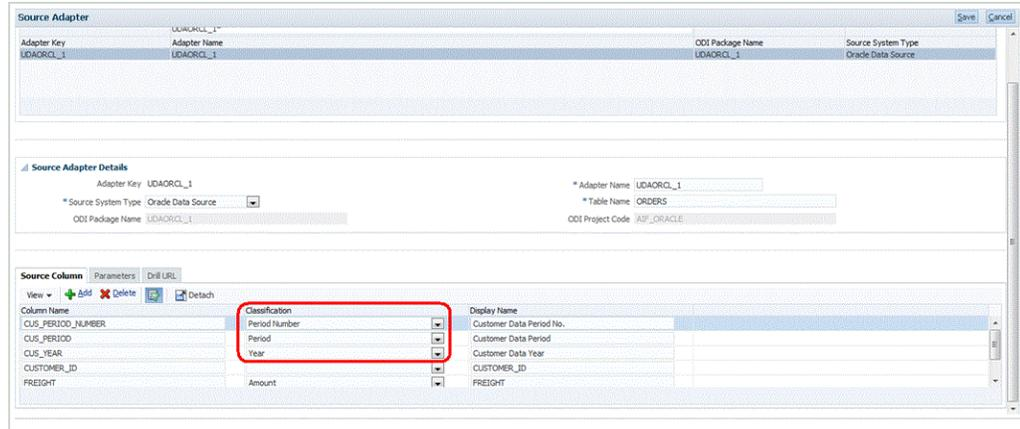 Source Adapter Save Cancel
UDAORCL_1*
Adapter Key Adapter Name ODI Package Name Source System Type
UDAORCL_1 UDAORCL_1 UDAORCL_1 Oracle Data Source
Source Adapter Details
Adapter Key UDAORCL_1 * Adapter Name UDAORCL_1
* Source System Type Oracle Data Source * Table Name ORDERS
ODI Package Name UDAORCL_1 ODI Project Code AIF_ORACLE
Source Column Parameters Drill URL
View Add Delete Detach
Column Name Classification Display Name
CUS_PERIOD_NUMBER Period Number Customer Data Period No.
CUS_PERIOD Period Customer Data Period
CUS_YEAR Year Customer Data Year
CUSTOMER_ID CUSTOMER_ID
FREIGHT Amount FREIGHT